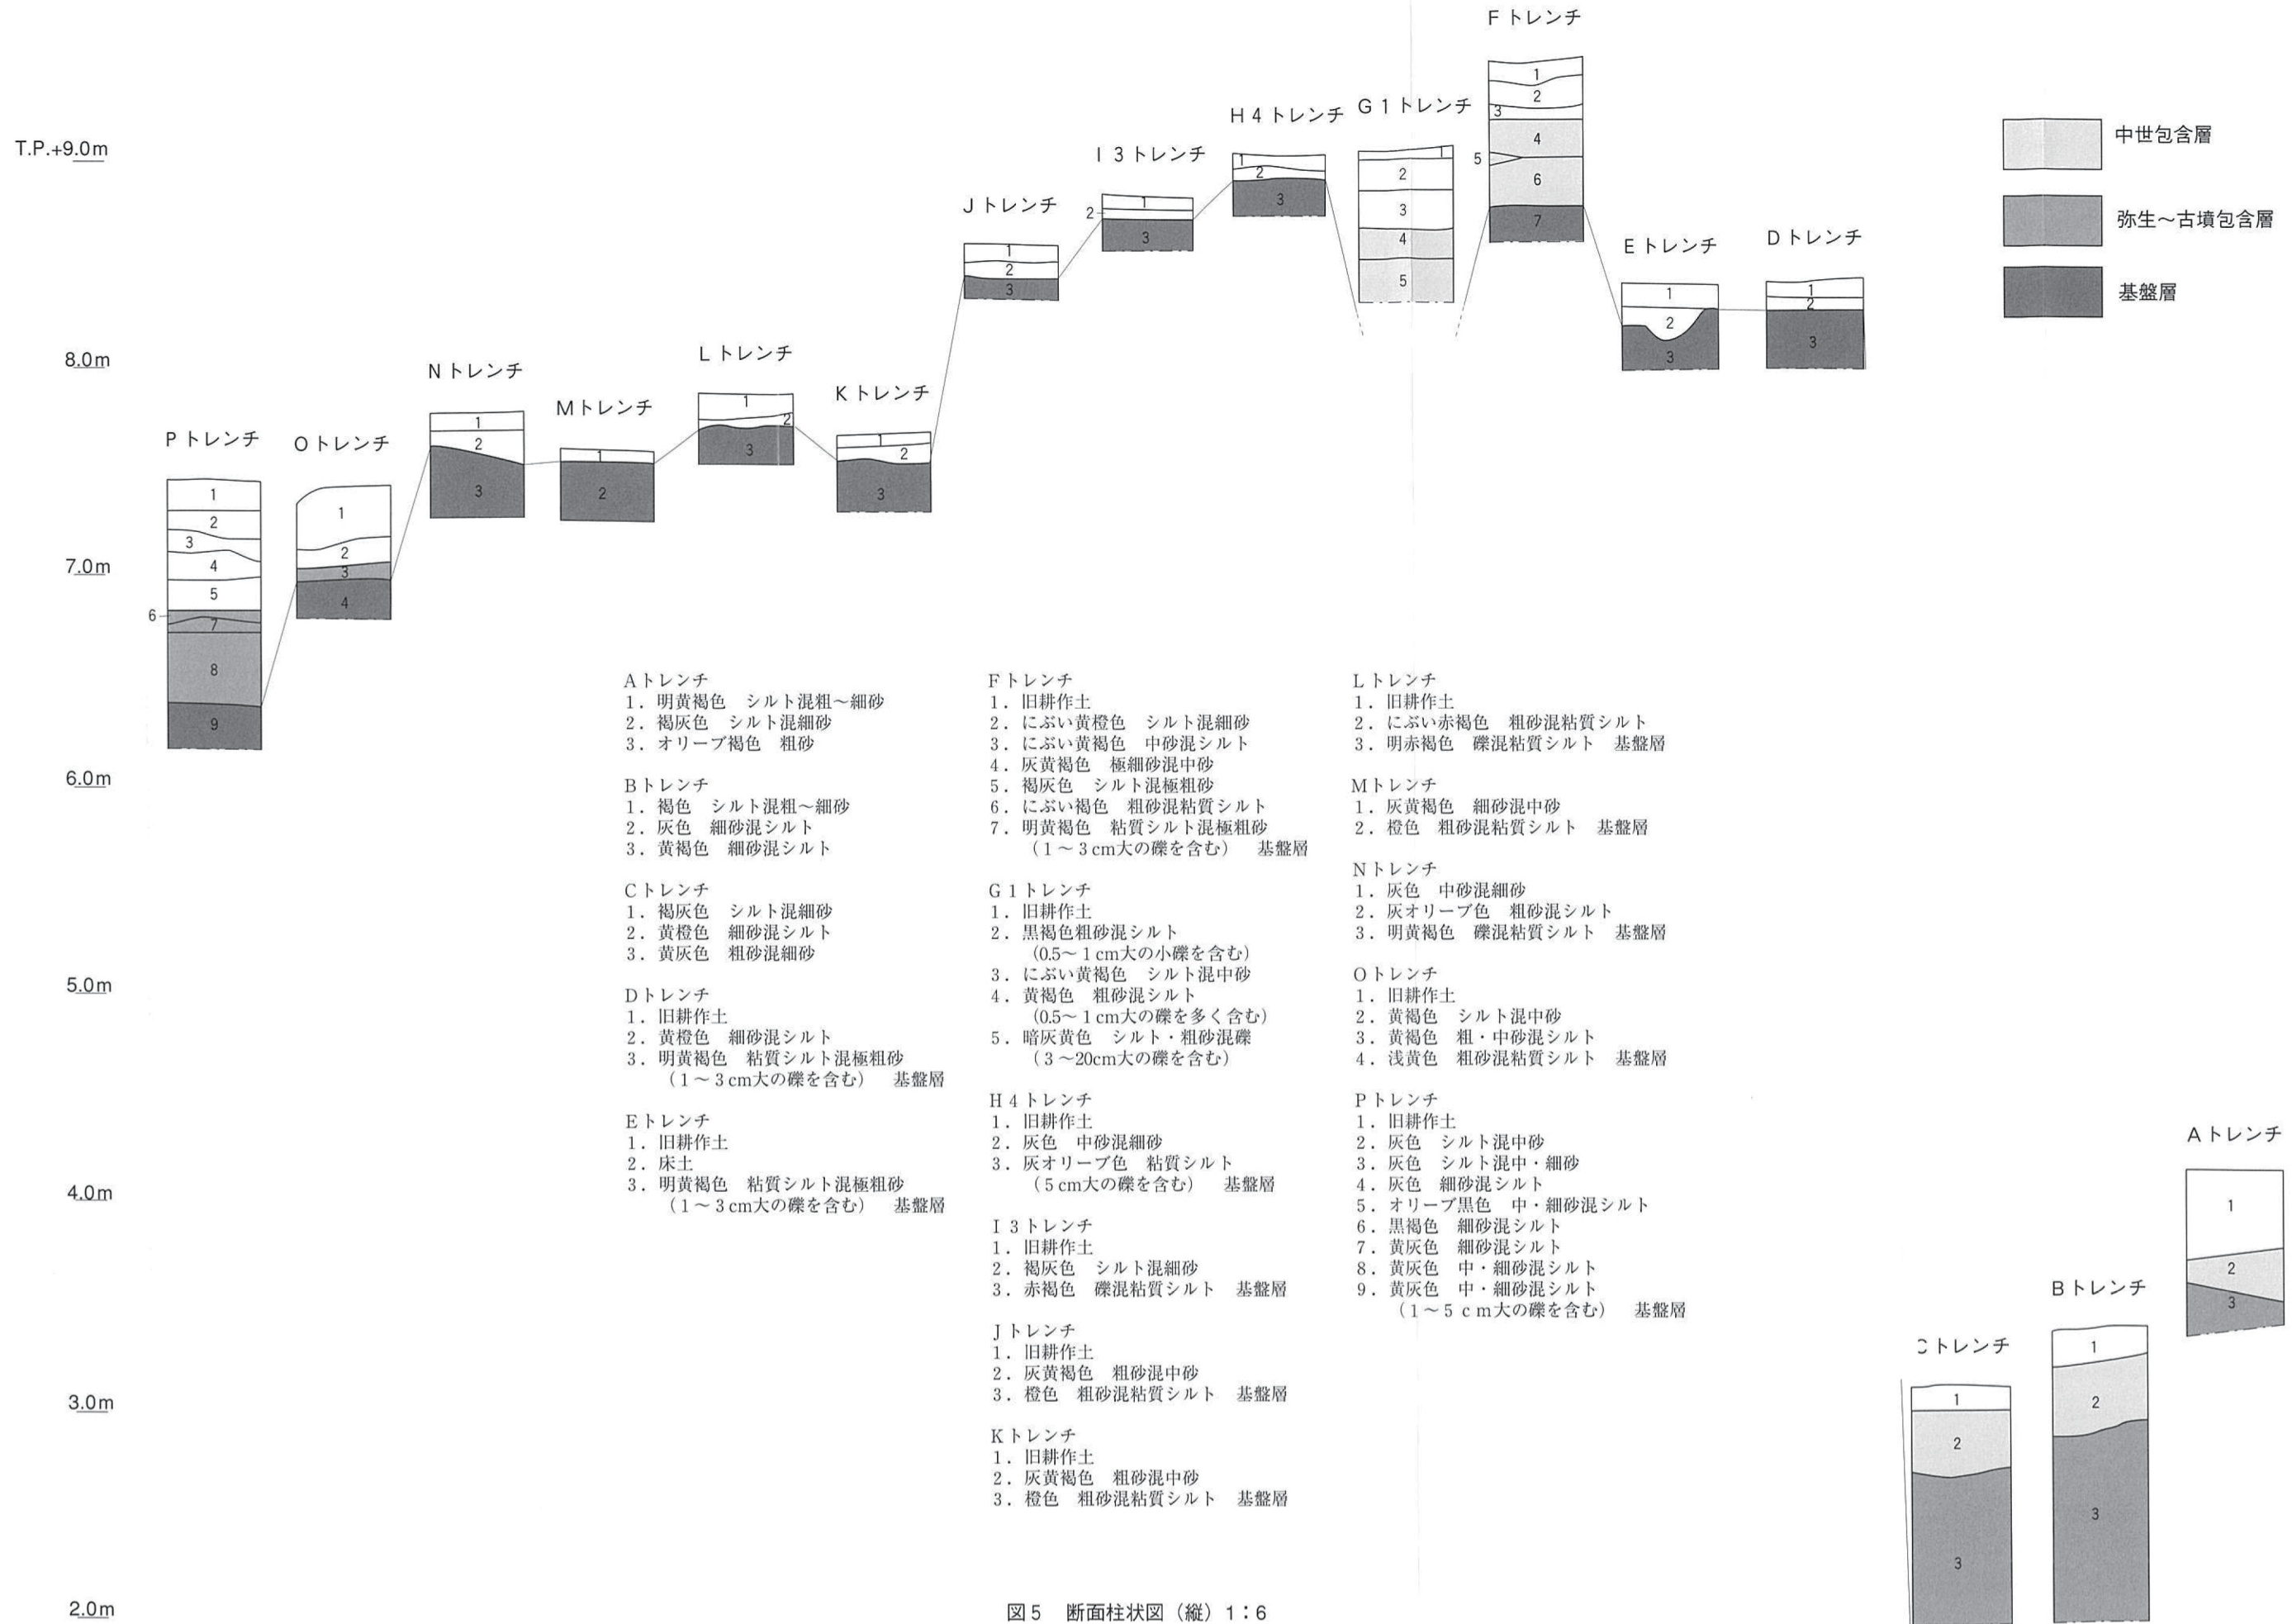 Fトレンチ
H4トレンチ
G1トレンチ
T.P.+9.0m
I3トレンチ
Jトレンチ
Eトレンチ
Dトレンチ
中世包含層
弥生～古墳包含層
基盤層
8.0m
Nトレンチ
Mトレンチ
Lトレンチ
Kトレンチ
Pトレンチ
Oトレンチ
7.0m
6.0m
5.0m
4.0m
3.0m
2.0m
Aトレンチ
1．明黄褐色　シルト混粗～細砂
2．褐灰色　シルト混細砂
3．オリーブ褐色　粗砂
Bトレンチ
1．褐色　シルト混粗～細砂
2．灰色　細砂混シルト
3．黄褐色　細砂混シルト
Cトレンチ
1．褐灰色　シルト混細砂
2．黄橙色　細砂混シルト
3．黄灰色　粗砂混細砂
Dトレンチ
1．旧耕作土
2．黄橙色　細砂混シルト
3．明黄褐色　粘質シルト混極粗砂
（1～3cm大の礫を含む）　基盤層
Eトレンチ
1．旧耕作土
2．床土
3．明黄褐色　粘質シルト混極粗砂
（1～3cm大の礫を含む）　基盤層
Fトレンチ
1．旧耕作土
2．にぶい黄橙色　シルト混細砂
3．にぶい黄褐色　中砂混シルト
4．灰黄褐色　極細砂混中砂
5．褐灰色　シルト混極粗砂
6．にぶい褐色　粗砂混粘質シルト
7．明黄褐色　粘質シルト混極粗砂
（1～3cm大の礫を含む）　基盤層
G1トレンチ
1．旧耕作土
2．黒褐色粗砂混シルト
（0.5～1cm大の小礫を含む）
3．にぶい黄褐色　シルト混中砂
4．黄褐色　粗砂混シルト
（0.5～1cm大の礫を多く含む）
5．暗灰黄色　シルト・粗砂混礫
（3～20cm大の礫を含む）
H4トレンチ
1．旧耕作土
2．灰色　中砂混細砂
3．灰オリーブ色　粘質シルト
（5cm大の礫を含む）　基盤層
I3トレンチ
1．旧耕作土
2．褐灰色　シルト混細砂
3．赤褐色　礫混粘質シルト　基盤層
Jトレンチ
1．旧耕作土
2．灰黄褐色　粗砂混中砂
3．橙色　粗砂混粘質シルト　基盤層
Kトレンチ
1．旧耕作土
2．灰黄褐色　粗砂混中砂
3．橙色　粗砂混粘質シルト　基盤層
Lトレンチ
1．旧耕作土
2．にぶい赤褐色　粗砂混粘質シルト
3．明赤褐色　礫混粘質シルト　基盤層
Mトレンチ
1．灰黄褐色　細砂混中砂
2．橙色　粗砂混粘質シルト　基盤層
Nトレンチ
1．灰色　中砂混細砂
2．灰オリーブ色　粗砂混シルト
3．明黄褐色　礫混粘質シルト　基盤層
Oトレンチ
1．旧耕作土
2．黄褐色　シルト混中砂
3．黄褐色　粗・中砂混シルト
4．浅黄色　粗砂混粘質シルト　基盤層
Pトレンチ
1．旧耕作土
2．灰色　シルト混中砂
3．灰色　シルト混中・細砂
4．灰色　細砂混シルト
5．オリーブ黒色　中・細砂混シルト
6．黒褐色　細砂混シルト
7．黄灰色　細砂混シルト
8．黄灰色　中・細砂混シルト
9．黄灰色　中・細砂混シルト
（1～5cm大の礫を含む）　基盤層
Aトレンチ
Bトレンチ
Cトレンチ
図5　断面柱状図（縦）1：6